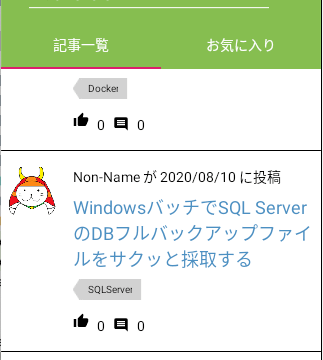 記事一覧 お気に入り
Docker
0 0
Non-Name が 2020/08/10 に投稿
WindowsバッチでSQL Server
のDBフルバックアップファイ
ルをサクッと採取する
SQLServer
0 0